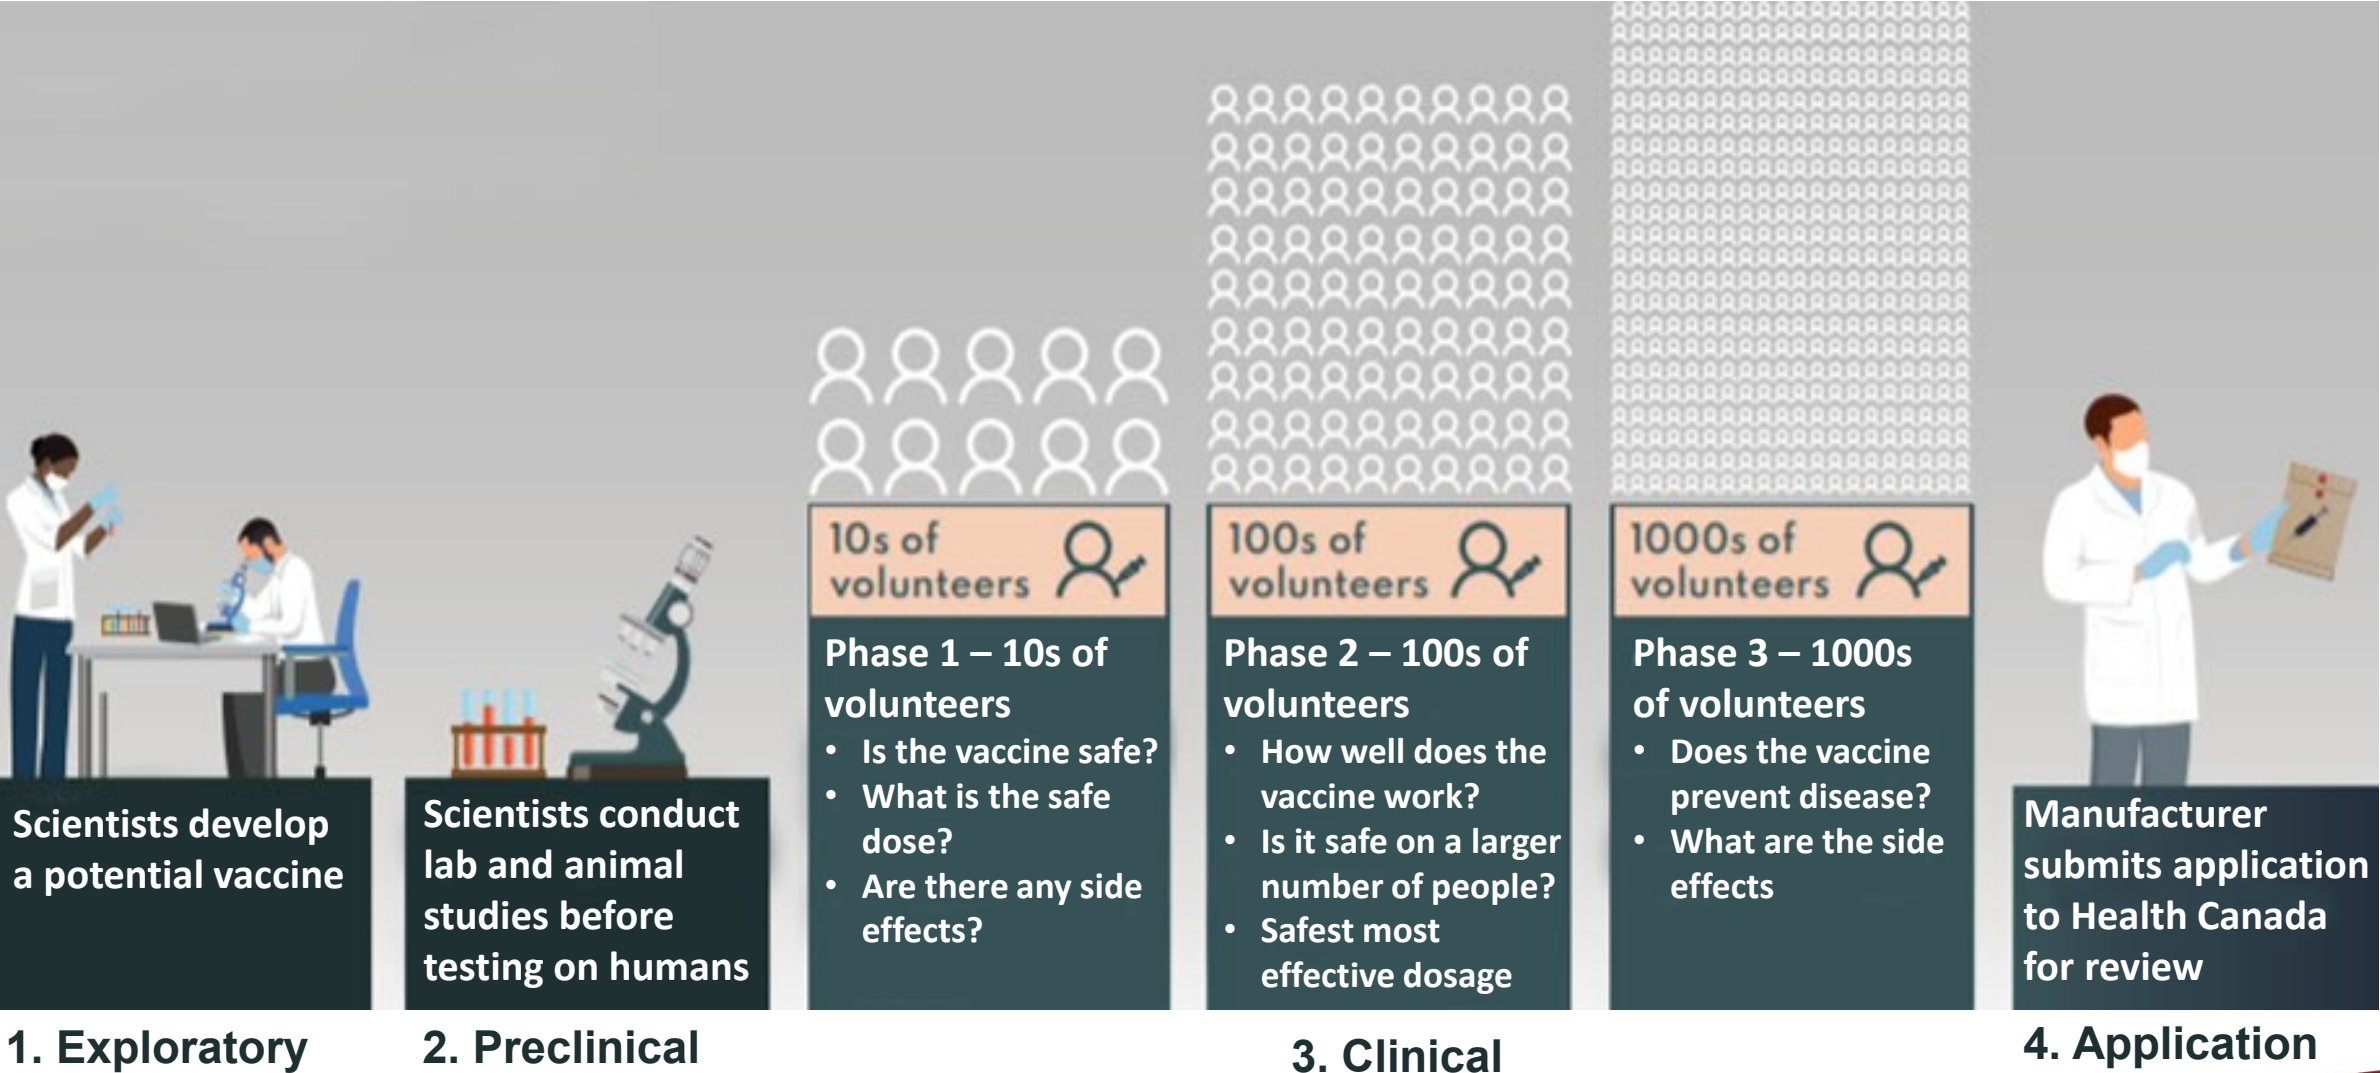 Scientists develop
a potential vaccine
1. Exploratory
Scientists conduct
lab and animal
studies before
testing on humans
2. Preclinical
10s of
volunteers
Phase 1 – 10s of
volunteers
• Is the vaccine safe?
• What is the safe
dose?
• Are there any side
effects?
100s of
volunteers
Phase 2 – 100s of
volunteers
• How well does the
vaccine work?
• Is it safe on a larger
number of people?
• Safest most
effective dosage
1000s of
volunteers
Phase 3 – 1000s
of volunteers
• Does the vaccine
prevent disease?
• What are the side
effects
3. Clinical
Manufacturer
submits application
to Health Canada
for review
4. Application